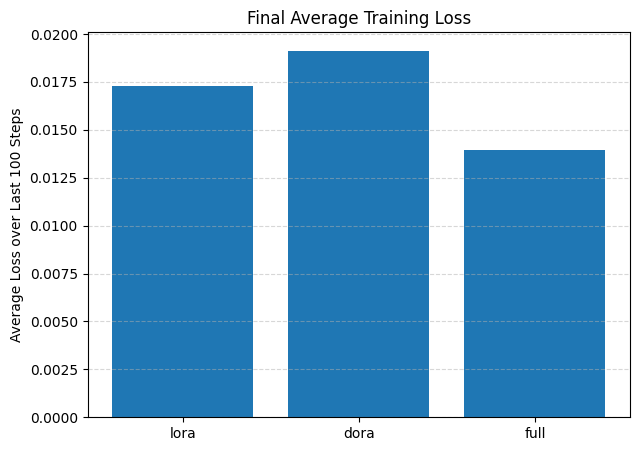 Final Average Training Loss
Average Loss over Last 100 Steps
0.0200
0.0175
0.0150
0.0125
0.0100
0.0075
0.0050
0.0025
0.0000
lora
dora
full